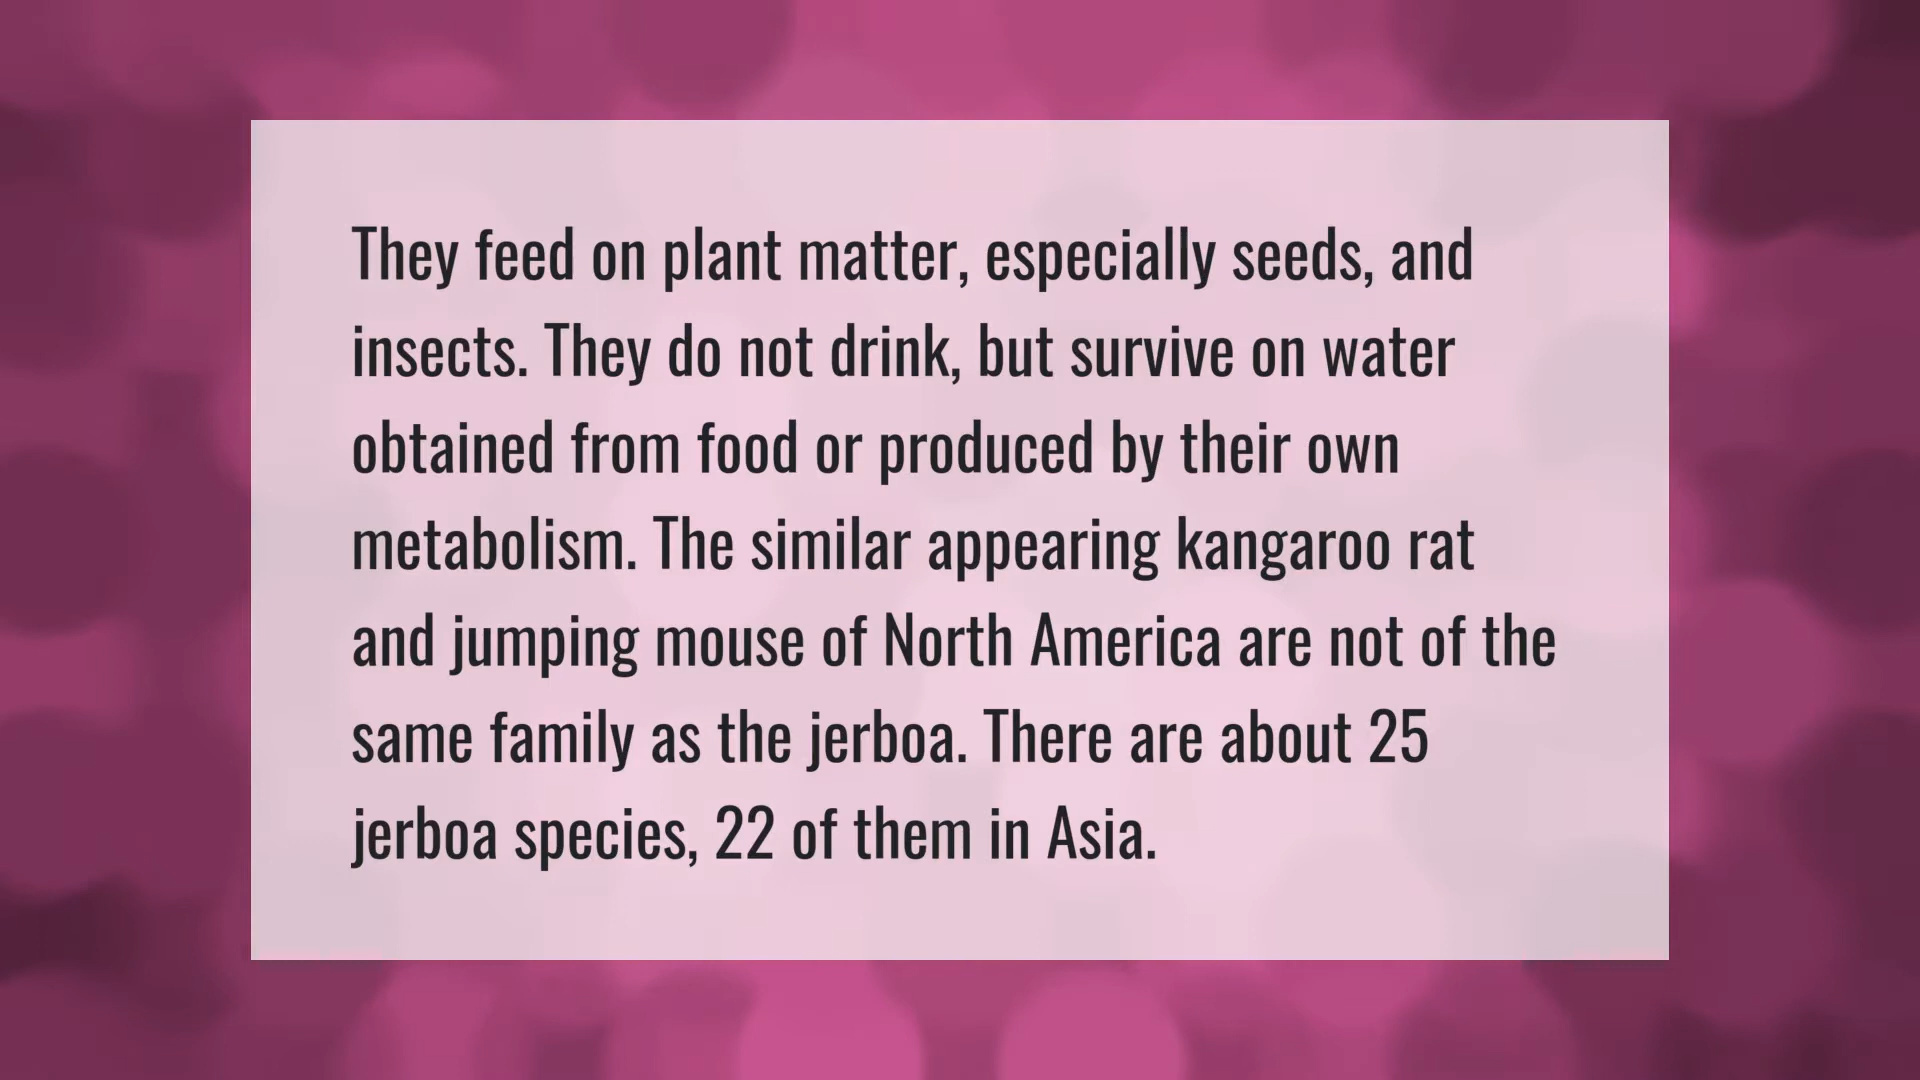 They feed on plant matter, especially seeds, and
insects. They do not drink, but survive on water
obtained from food or produced by their own
metabolism. The similar appearing kangaroo rat
and jumping mouse of North America are not of the
same family as the jerboa. There are about 25
jerboa species, 22 of them in Asia.